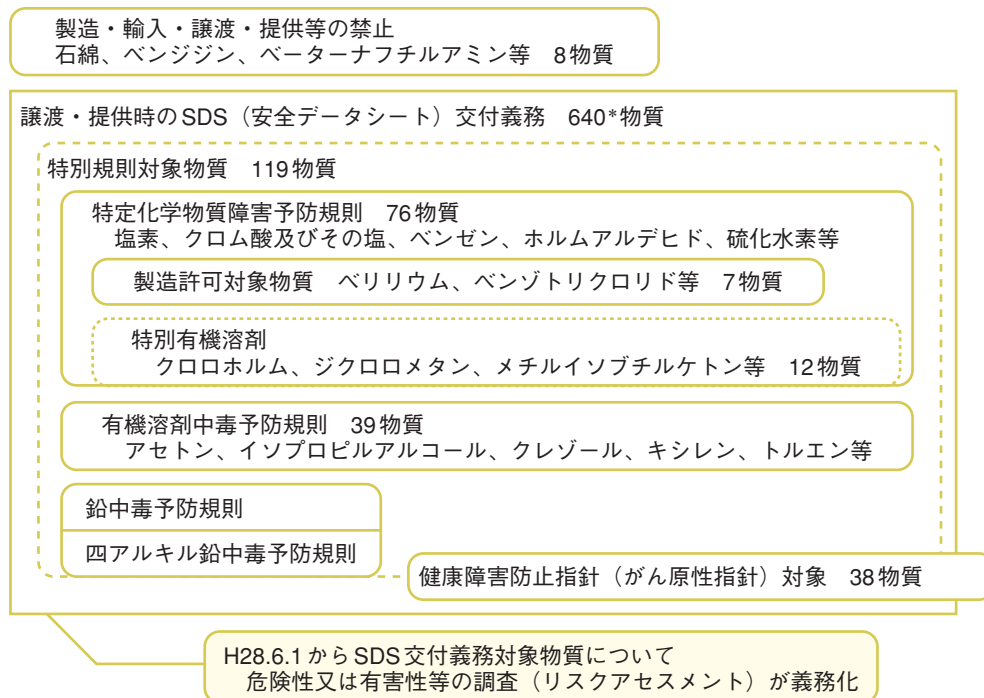 製造・輸入・譲渡・提供等の禁止
石綿、ベンジジン、ベーターナフチルアミン等　8物質
譲渡・提供時のSDS（安全データシート）交付義務　640*物質
特別規則対象物質　119物質
特定化学物質障害予防規則　76物質
塩素、クロム酸及びその塩、ベンゼン、ホルムアルデヒド、硫化水素等
製造許可対象物質　ベリリウム、ベンゾトリクロリド等　7物質
特別有機溶剤
クロロホルム、ジクロロメタン、メチルイソブチルケトン等　12物質
有機溶剤中毒予防規則　39物質
アセトン、イソプロピルアルコール、クレゾール、キシレン、トルエン等
鉛中毒予防規則
四アルキル鉛中毒予防規則
健康障害防止指針（がん原性指針）対象　38物質
H28.6.1からSDS交付義務対象物質について
危険性又は有害性等の調査（リスクアセスメント）が義務化